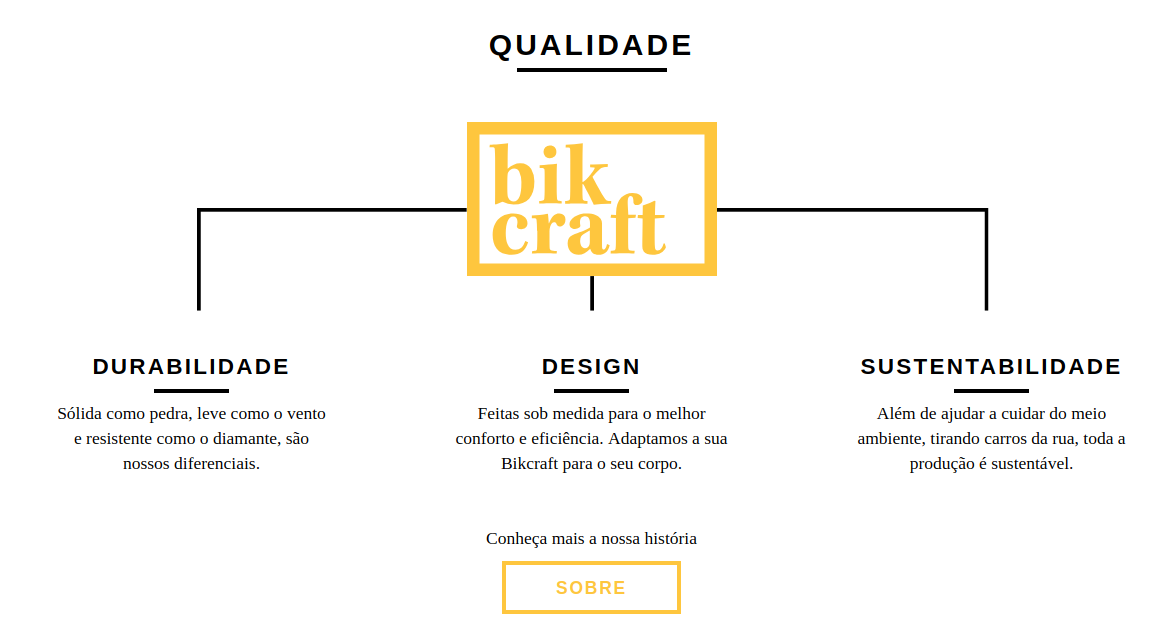 QUALIDADE
bik
craft
DURABILIDADE
Sólida como pedra, leve como o vento
e resistente como o diamante, são
nossos diferenciais.
DESIGN
Feitas sob medida para o melhor
conforto e eficiência. Adaptamos a sua
Bikcraft para o seu corpo.
SUSTENTABILIDADE
Além de ajudar a cuidar do meio
ambiente, tirando carros da rua, toda a
produção é sustentável.
Conheça mais a nossa história
SOBRE